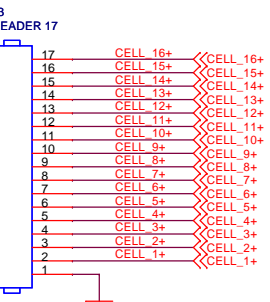 3
EADER 17
17 CELL_16+ CELL_16+
16 CELL_15+ CELL_15+
15 CELL_14+ CELL_14+
14 CELL_13+ CELL_13+
13 CELL_12+ CELL_12+
12 CELL_11+ CELL_11+
11 CELL_10+ CELL_10+
10 CELL_9+ CELL_9+
9 CELL_8+ CELL_8+
8 CELL_7+ CELL_7+
7 CELL_6+ CELL_6+
6 CELL_5+ CELL_5+
5 CELL_4+ CELL_4+
4 CELL_3+ CELL_3+
3 CELL_2+ CELL_2+
2 CELL_1+ CELL_1+
1